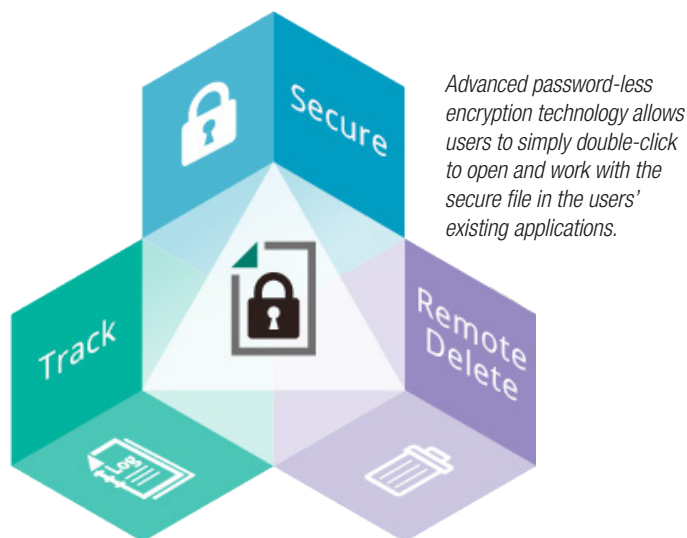 Secure
Advanced password-less
encryption technology allows
users to simply double-click
to open and work with the
secure file in the users’
existing applications.
Track
Remote
Delete
Log